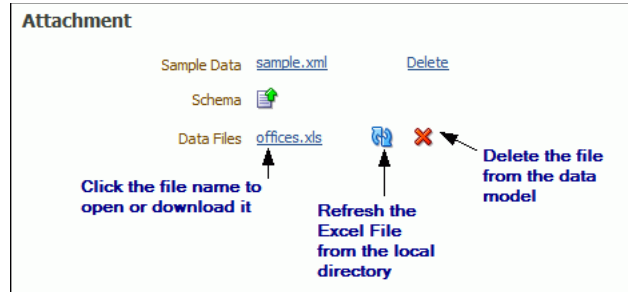 Attachment
Sample Data sample.xml Delete
Schema
Data Files offices.xls
Click the file name to
open or download it
Refresh the
Excel File
from the local
directory
Delete the file
from the data
model